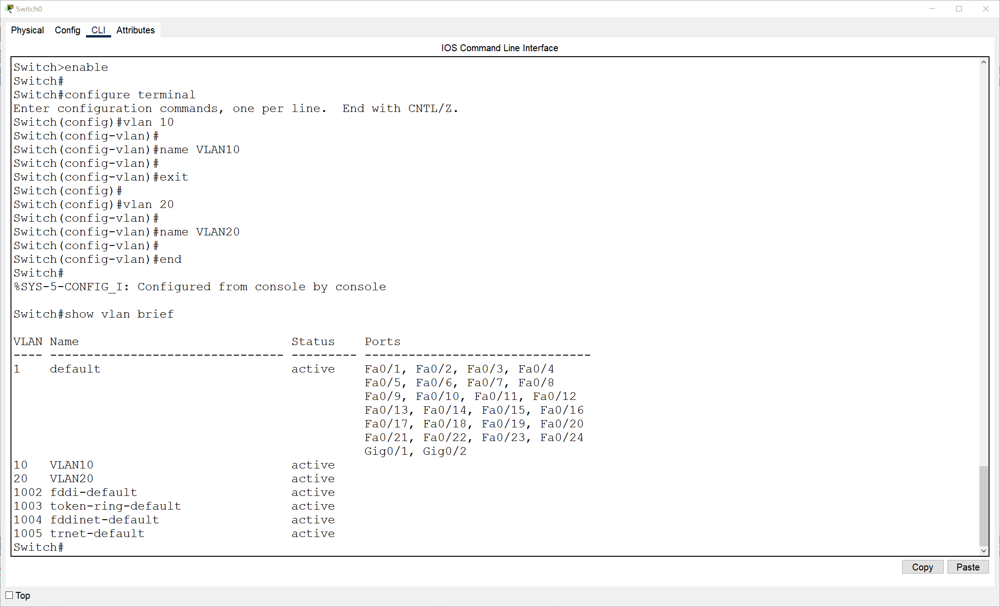 Switch0
Physical Config CLI Attributes
IOS Command Line Interface
Switch>enable
Switch#
Switch#configure terminal
Enter configuration commands, one per line.  End with CNTL/Z.
Switch(config)#vlan 10
Switch(config-vlan)#
Switch(config-vlan)#name VLAN10
Switch(config-vlan)#
Switch(config-vlan)#exit
Switch(config)#
Switch(config)#vlan 20
Switch(config-vlan)#
Switch(config-vlan)#name VLAN20
Switch(config-vlan)#
Switch(config-vlan)#end
Switch#
%SYS-5-CONFIG_I: Configured from console by console
Switch#show vlan brief
VLAN Name                             Status    Ports
---- -------------------------------- --------- -------------------------------
1    default                          active    Fa0/1, Fa0/2, Fa0/3, Fa0/4
                                                Fa0/5, Fa0/6, Fa0/7, Fa0/8
                                                Fa0/9, Fa0/10, Fa0/11, Fa0/12
                                                Fa0/13, Fa0/14, Fa0/15, Fa0/16
                                                Fa0/17, Fa0/18, Fa0/19, Fa0/20
                                                Fa0/21, Fa0/22, Fa0/23, Fa0/24
                                                Gig0/1, Gig0/2
10   VLAN10                           active
20   VLAN20                           active
1002 fddi-default                     active
1003 token-ring-default               active
1004 fddinet-default                  active
1005 trnet-default                    active
Switch#
Copy Paste
Top